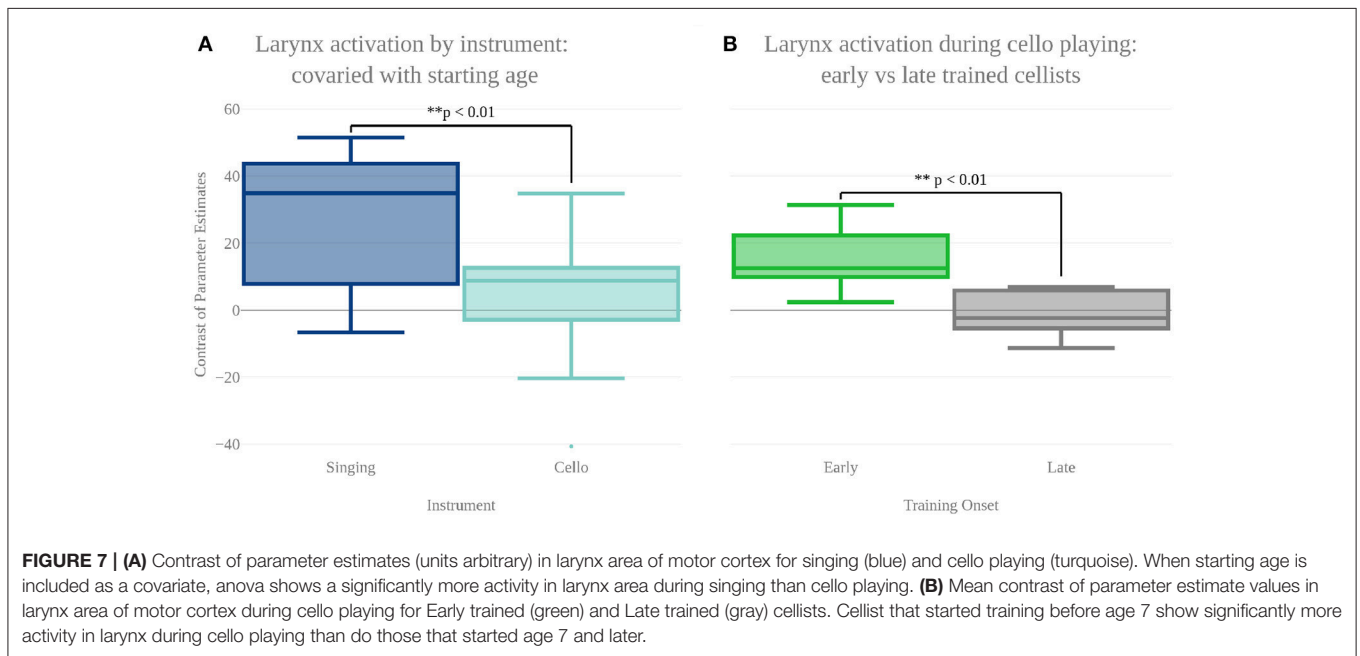 A Larynx activation by instrument:
covaried with starting age
B Larynx activation during cello playing:
early vs late trained cellists
Contrast of Parameter Estimates
60
40
20
0
−20
−40
**p < 0.01
** p < 0.01
Singing
Cello
Instrument
Early
Late
Training Onset
FIGURE 7 | (A) Contrast of parameter estimates (units arbitrary) in larynx area of motor cortex for singing (blue) and cello playing (turquoise). When starting age is
included as a covariate, anova shows a significantly more activity in larynx area during singing than cello playing. (B) Mean contrast of parameter estimate values in
larynx area of motor cortex during cello playing for Early trained (green) and Late trained (gray) cellists. Cellist that started training before age 7 show significantly more
activity in larynx during cello playing than do those that started age 7 and later.